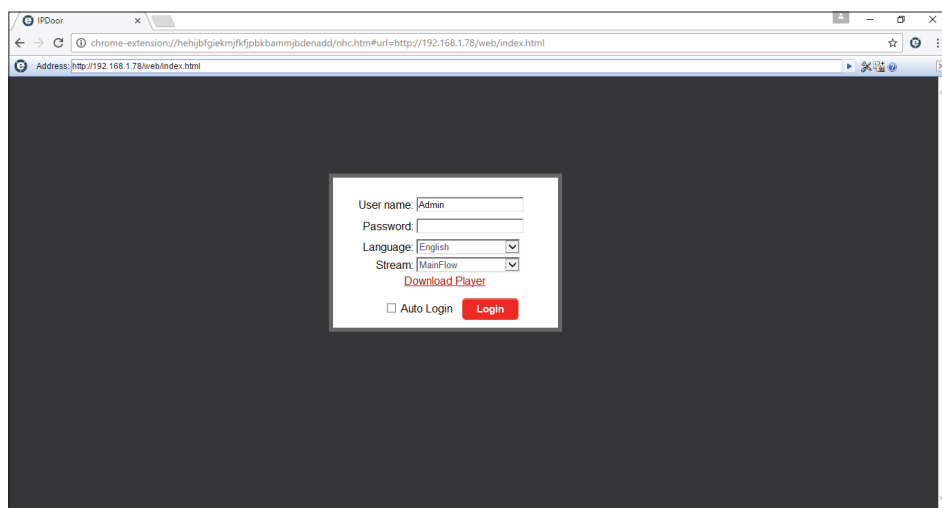 IPDoor
chrome-extension://hehijbfgiekmjfkfjpbkbammjbdenadd/nhc.htm#url=http://192.168.1.78/web/index.html
Address: http://192.168.1.78/web/index.html
User name: Admin
Password:
Language: English
Stream: MainFlow
Download Player
Auto Login Login